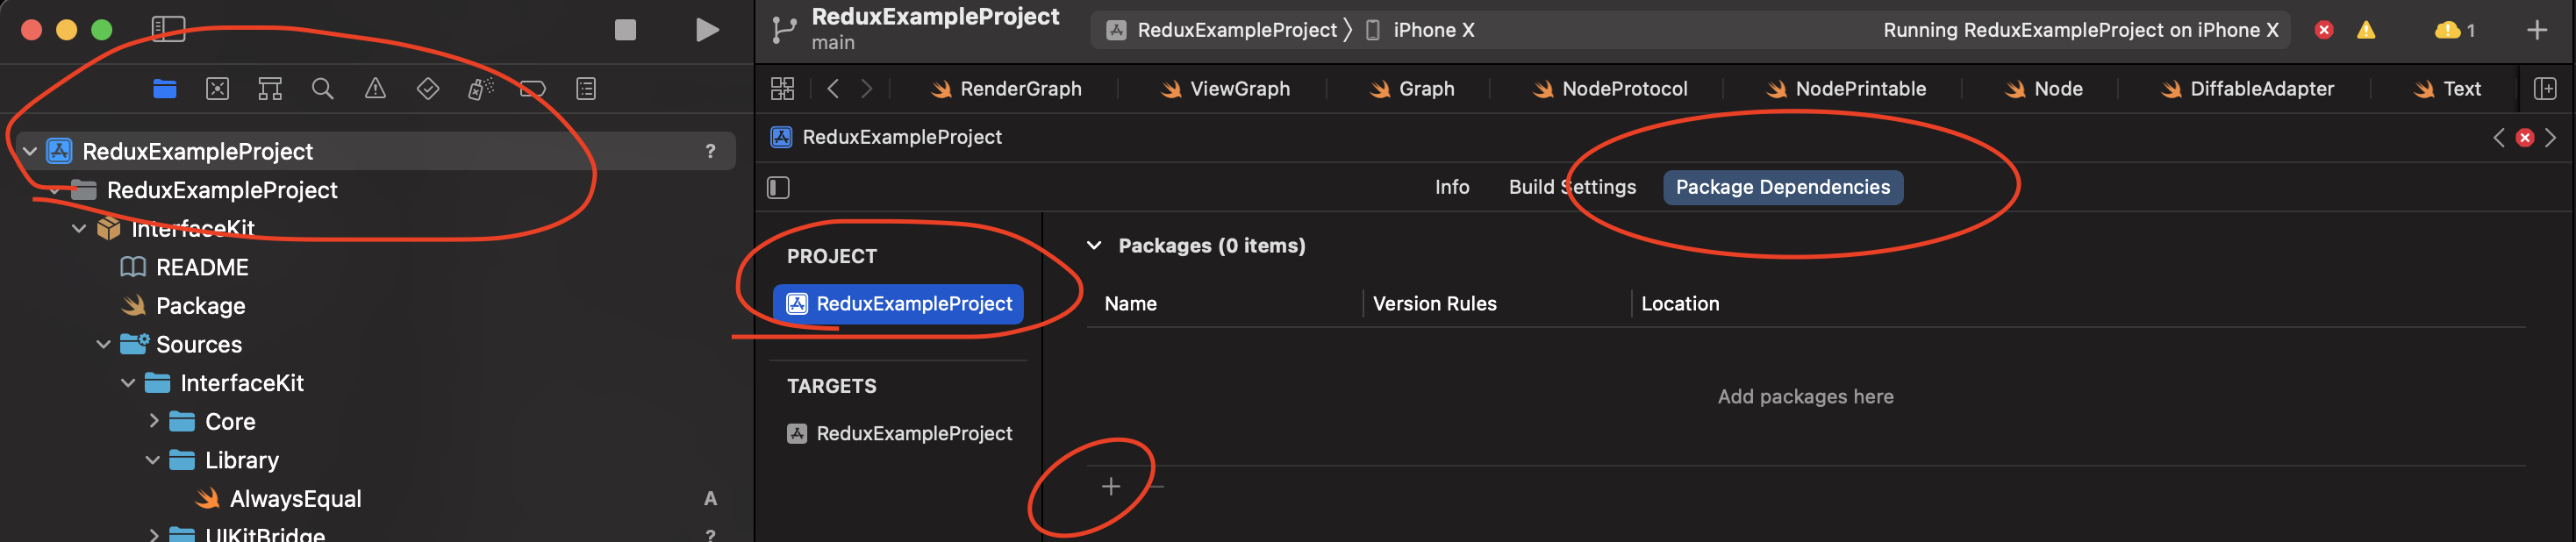 ReduxExampleProject
main
ReduxExampleProject
iPhone X
Running ReduxExampleProject on iPhone X
1
RenderGraph
ViewGraph
Graph
NodeProtocol
NodePrintable
Node
DiffableAdapter
Text
ReduxExampleProject
ReduxExampleProject ?
ReduxExampleProject
InterfaceKit
README
Package
Sources
InterfaceKit
Core
Library
AlwaysEqual A
UIKitBridge ?
Info
Build Settings
Package Dependencies
PROJECT
ReduxExampleProject
TARGETS
ReduxExampleProject
Packages (0 items)
Name
Version Rules
Location
Add packages here